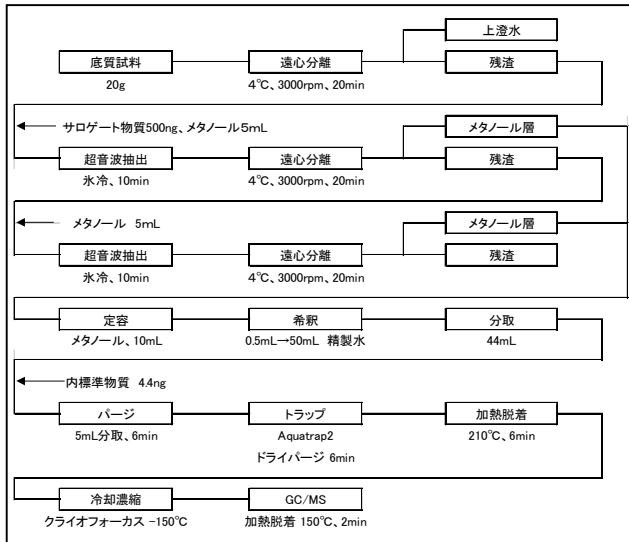 上澄水
底質試料 遠心分離 残渣
20g 4℃、3000rpm、20min
サロゲート物質500ng、メタノール5mL メタノール層
超音波抽出 遠心分離 残渣
氷冷、10min 4℃、3000rpm、20min
メタノール 5mL メタノール層
超音波抽出 遠心分離 残渣
氷冷、10min 4℃、3000rpm、20min
定容 希釈 分取
メタノール、10mL 0.5mL→50mL 精製水 44mL
内標準物質 4.4ng
パージ トラップ 加熱脱着
5mL分取、6min Aquatrap2 210℃、6min
ドライパージ 6min
冷却濃縮 GC/MS
クライオフォーカス -150℃ 加熱脱着 150℃、2min